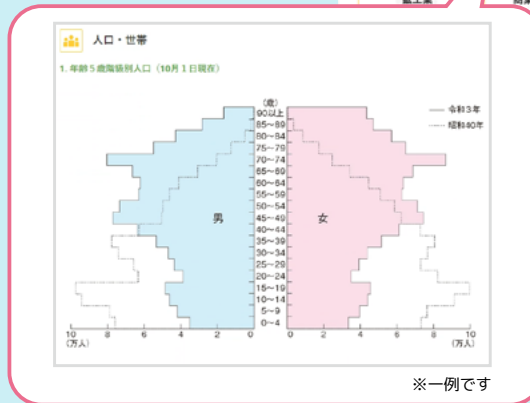 人口・世帯
1. 年齢5歳階級別人口（10月1日現在）
(歳)
90以上
85～89
80～84
75～79
70～74
65～69
60～64
55～59
50～54
45～49
40～44
35～39
30～34
25～29
20～24
15～19
10～14
5～9
0～4
令和3年
昭和40年
男
女
10 8 6 4 2 0
0 2 4 6 8 10
(万人)
(万人)
※一例です